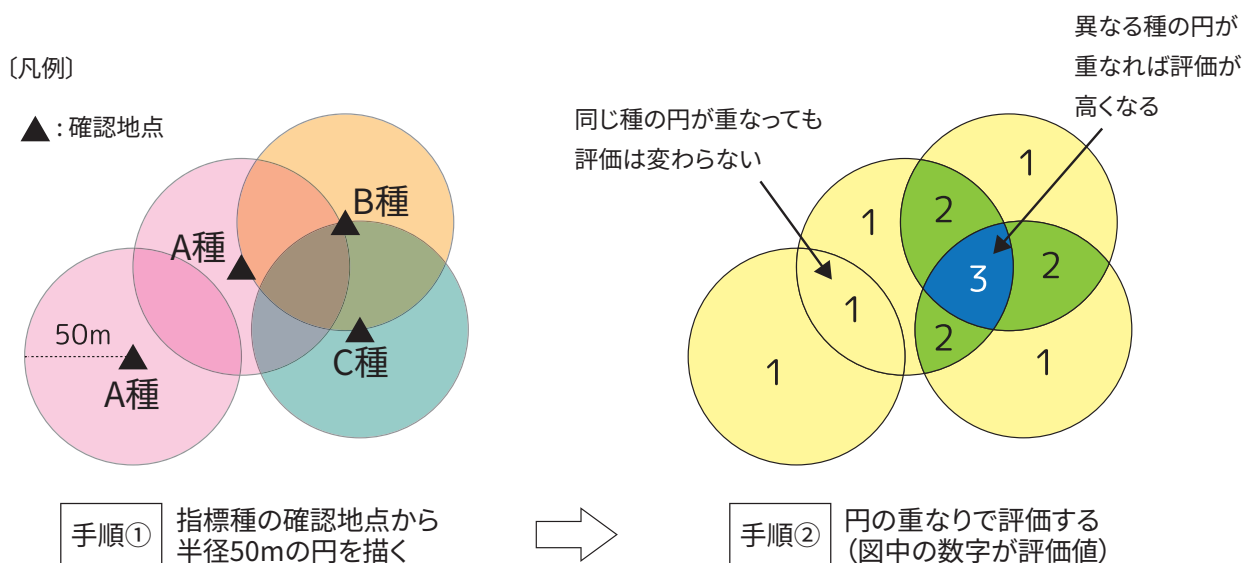 〔凡例〕
▲ : 確認地点
A種
B種
50m
A種
C種
同じ種の円が重なっても
評価は変わらない
異なる種の円が
重なれば評価が
高くなる
1
1
2
1
3
2
1
2
1
手順① 指標種の確認地点から
半径50mの円を描く
手順② 円の重なりで評価する
（図中の数字が評価値）